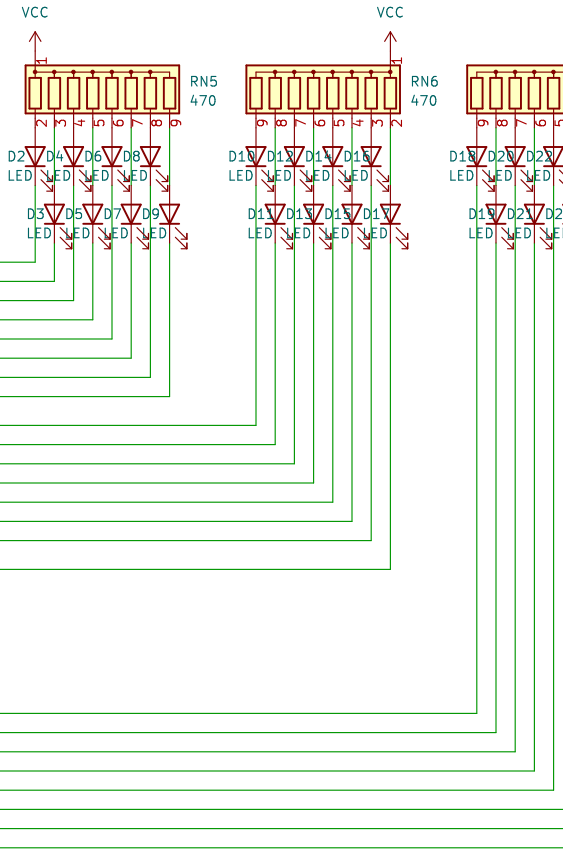 VCC
VCC
1
1
RN5
470
RN6
470
2 3 4 5 6 7 8 9
9 8 7 6 5 4 3 2
9 8 7 6 5
D2 D4 D6 D8
LED LED LED LED
D10 D12 D14 D16
LED LED LED LED
D18 D20 D22
LED LED LED
D3 D5 D7 D9
LED LED LED LED
D11 D13 D15 D17
LED LED LED LED
D19 D21
LED LED